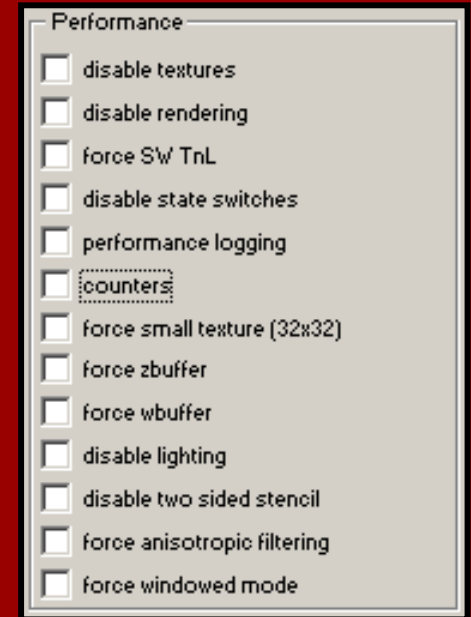 Performance
disable textures
disable rendering
force SW TnL
disable state switches
performance logging
counters
force small texture (32x32)
force zbuffer
force wbuffer
disable lighting
disable two sided stencil
force anisotropic filtering
force windowed mode